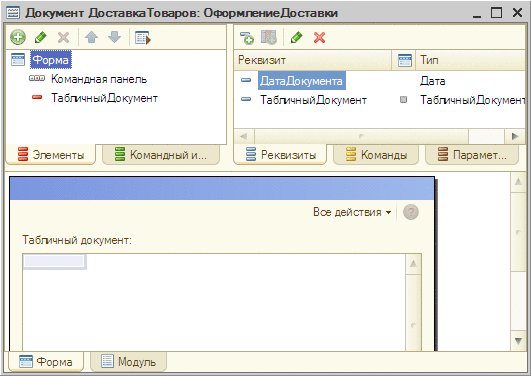 Документ ДоставкаТоваров: ОформлениеДоставки
Форма
Командная панель
ТабличныйДокумент
Элементы
Командный и...
Реквизит
Тип
ДатаДокумента
Дата
ТабличныйДокумент
ТабличныйДокумент
Реквизиты
Команды
Парамет...
Все действия
?
Табличный документ:
Форма
Модуль